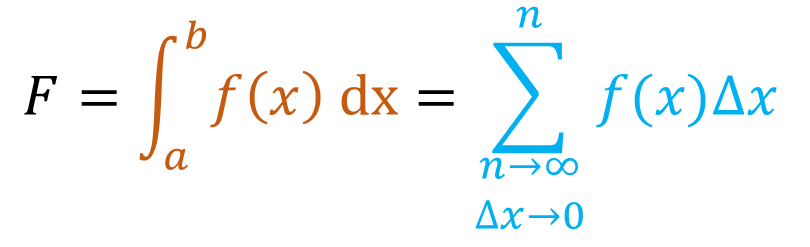 F = ∫_a^b f(x) dx = ∑_{n→∞ Δx→0}^n f(x)Δx